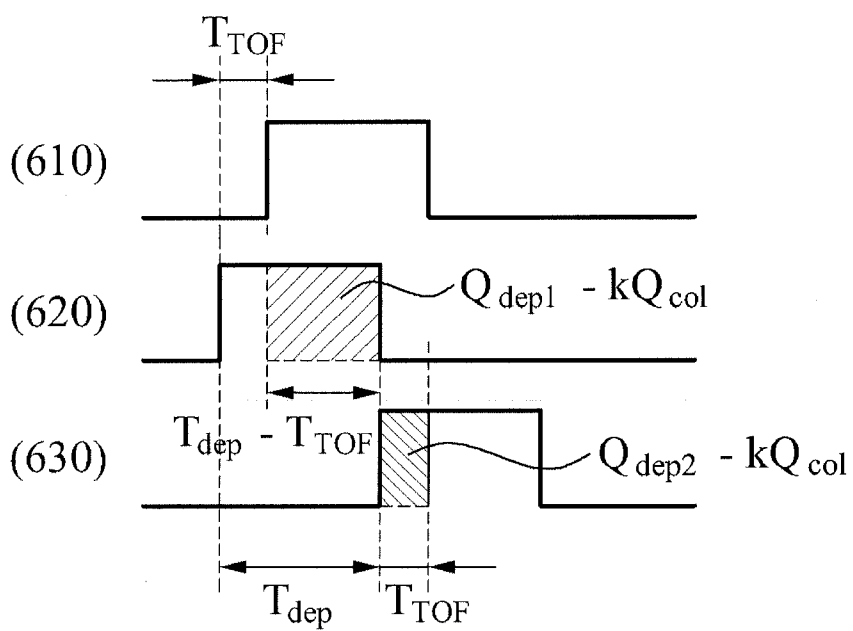 T_TOF
(610)
(620)
Q_dep1 - kQ_col
T_dep - T_TOF
(630)
Q_dep2 - kQ_col
T_dep
T_TOF